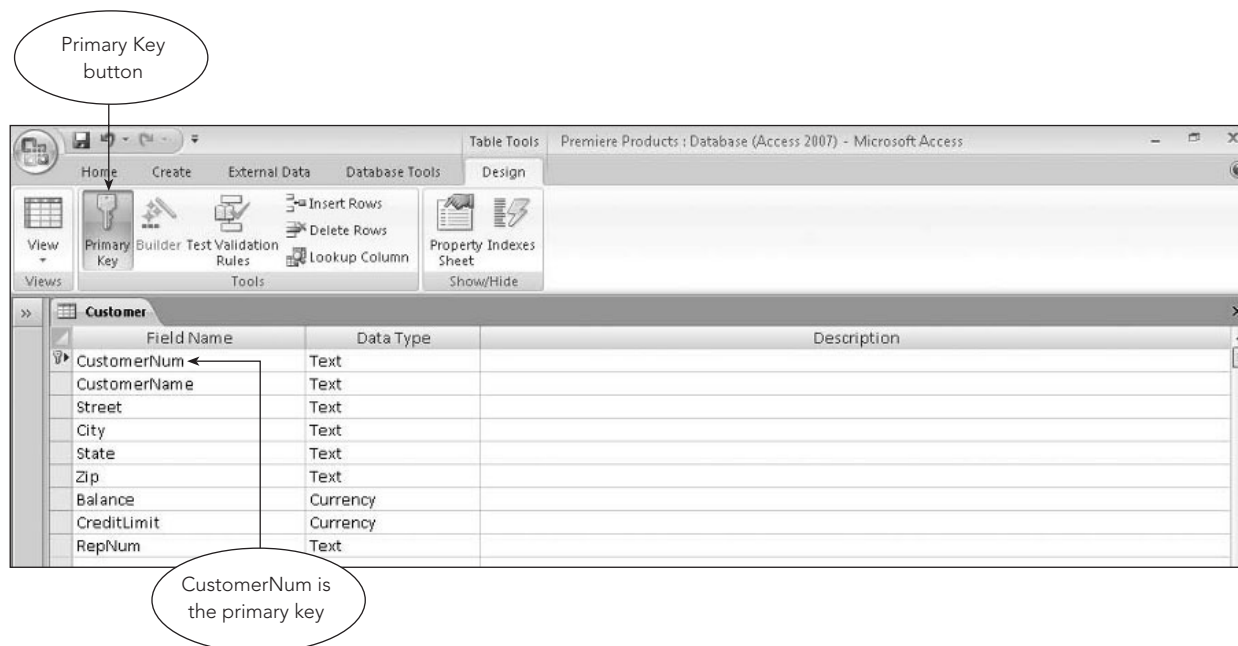 Primary Key
button
Table Tools Premiere Products : Database (Access 2007) - Microsoft Access
Home Create External Data Database Tools Design
View
Primary
Key
Builder
Test Validation
Rules
Insert Rows
Delete Rows
Lookup Column
Property
Sheet
Indexes
Views Tools Show/Hide
Customer
Field Name Data Type Description
CustomerNum Text
CustomerName Text
Street Text
City Text
State Text
Zip Text
Balance Currency
CreditLimit Currency
RepNum Text
CustomerNum is
the primary key